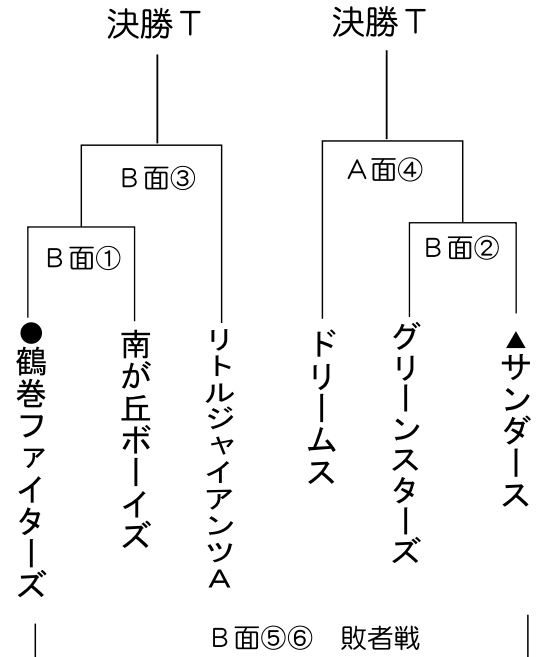 決勝T
決勝T
B面③
A面④
B面①
B面②
●鶴巻ファイターズ
南が丘ボーイズ
リトルジャイアンツA
ドリームス
グリーンスターズ
▲サンダース
B面⑤⑥ 敗者戦